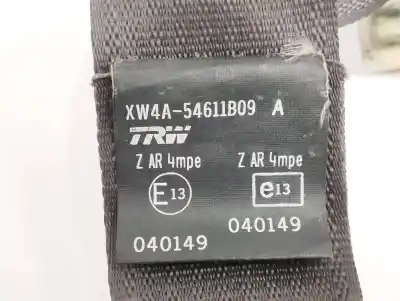 XW4A-54611B09 A
TRW
Z AR 4mpe Z AR 4mpe
E13 e13
040149 040149